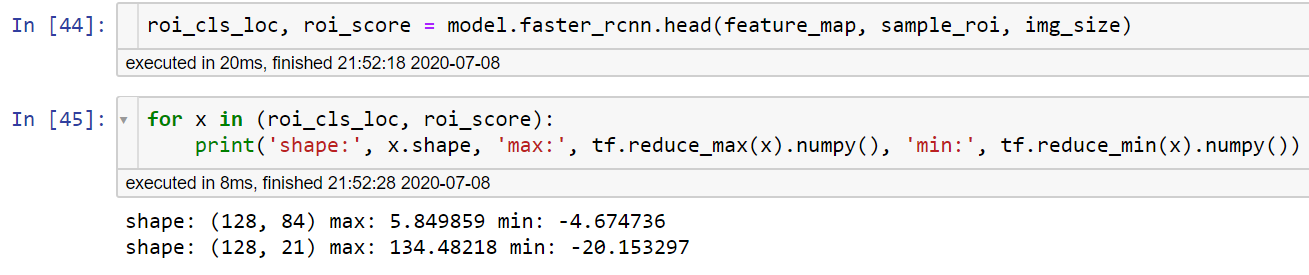 In [44]: roi_cls_loc, roi_score = model.faster_rcnn.head(feature_map, sample_roi, img_size)
executed in 20ms, finished 21:52:18 2020-07-08
In [45]: for x in (roi_cls_loc, roi_score):
print('shape:', x.shape, 'max:', tf.reduce_max(x).numpy(), 'min:', tf.reduce_min(x).numpy())
executed in 8ms, finished 21:52:28 2020-07-08
shape: (128, 84) max: 5.849859 min: -4.674736
shape: (128, 21) max: 134.48218 min: -20.153297